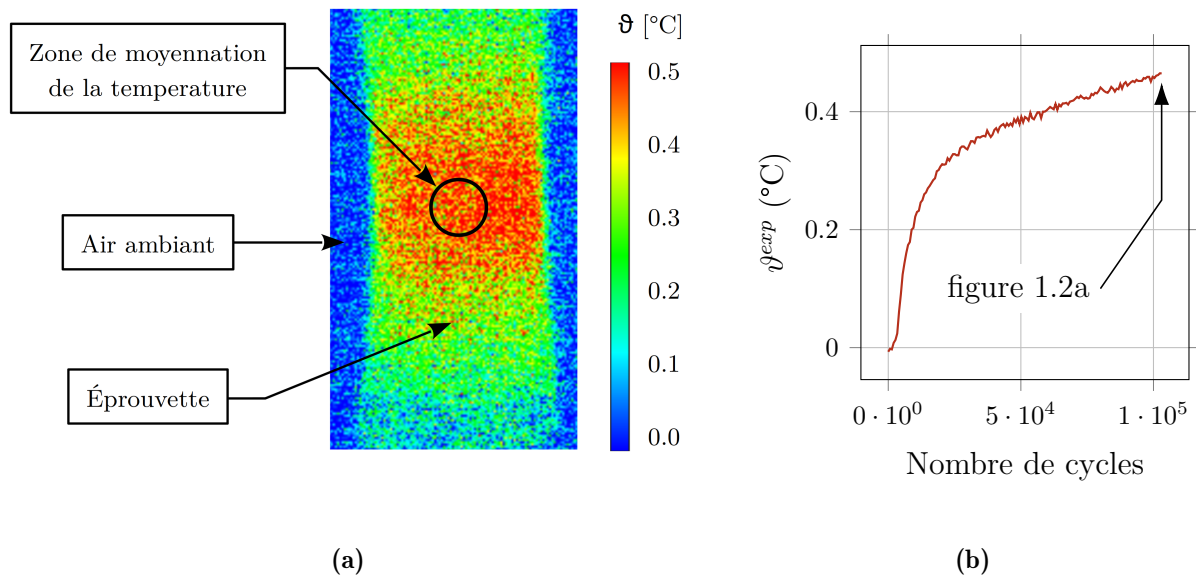 Zone de moyennation
de la temperature
Air ambiant
Éprouvette
ϑ [°C]
0.5
0.4
0.3
0.2
0.1
0.0
(a)
ϑ^{exp} (°C)
0.4
0.2
0
figure 1.2a
0 · 10^0
5 · 10^4
1 · 10^5
Nombre de cycles
(b)